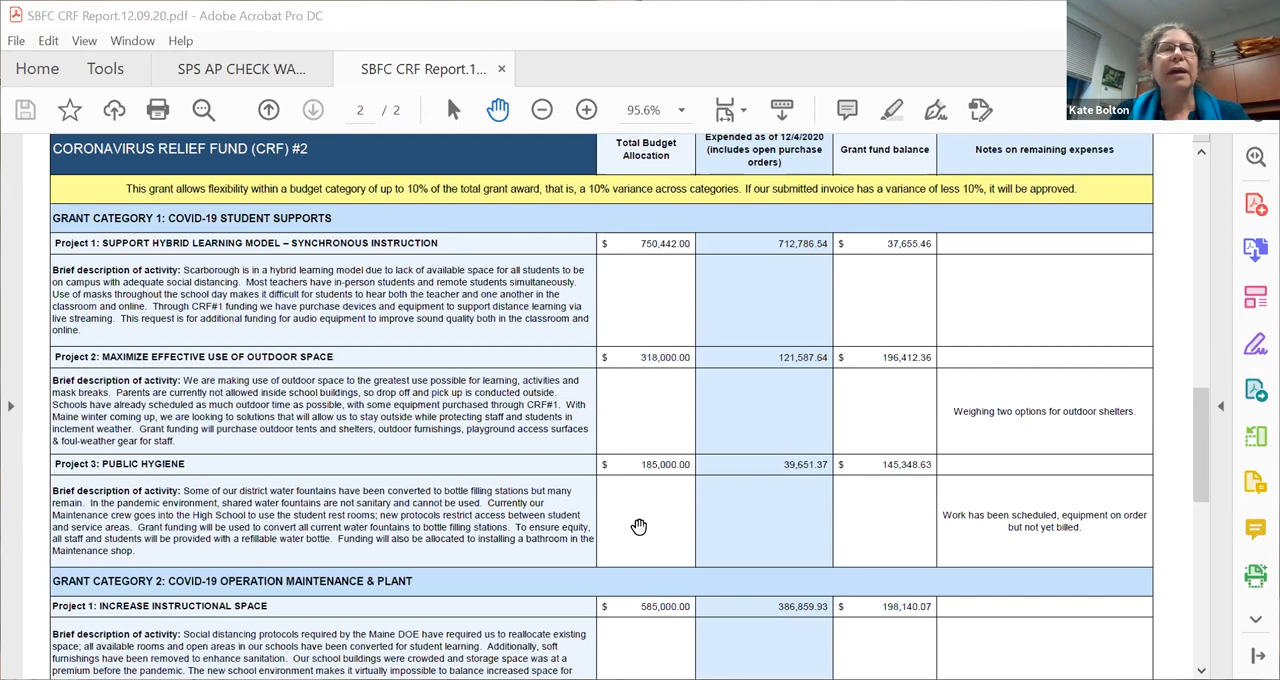 SBFC CRF Report.12.09.20.pdf - Adobe Acrobat Pro DC
File Edit View Window Help
Home Tools SPS AP CHECK WA... SBFC CRF Report.1... ×
2 / 2 95.6%
Kate Bolton
CORONAVIRUS RELIEF FUND (CRF) #2
Total Budget
Allocation
Expended as of 12/4/2020
(includes open purchase
orders)
Grant fund balance
Notes on remaining expenses
This grant allows flexibility within a budget category of up to 10% of the total grant award, that is, a 10% variance across categories. If our submitted invoice has a variance of less 10%, it will be approved.
GRANT CATEGORY 1: COVID-19 STUDENT SUPPORTS
Project 1: SUPPORT HYBRID LEARNING MODEL – SYNCHRONOUS INSTRUCTION $ 750,442.00 712,786.54 $ 37,655.46
Brief description of activity: Scarborough is in a hybrid learning model due to lack of available space for all students to be
on campus with adequate social distancing. Most teachers have in-person students and remote students simultaneously.
Use of masks throughout the school day makes it difficult for students to hear both the teacher and one another in the
classroom and online. Through CRF#1 funding we have purchase devices and equipment to support distance learning via
live streaming. This request is for additional funding for audio equipment to improve sound quality both in the classroom and
online.
Project 2: MAXIMIZE EFFECTIVE USE OF OUTDOOR SPACE $ 318,000.00 121,587.64 $ 196,412.36
Brief description of activity: We are making use of outdoor space to the greatest use possible for learning, activities and
mask breaks. Parents are currently not allowed inside school buildings, so drop off and pick up is conducted outside.
Schools have already scheduled as much outdoor time as possible, with some equipment purchased through CRF#1. With
Maine winter coming up, we are looking to solutions that will allow us to stay outside while protecting staff and students in
inclement weather. Grant funding will purchase outdoor tents and shelters, outdoor furnishings, playground access surfaces
& foul-weather gear for staff.
Weighing two options for outdoor shelters.
Project 3: PUBLIC HYGIENE $ 185,000.00 39,651.37 $ 145,348.63
Brief description of activity: Some of our district water fountains have been converted to bottle filling stations but many
remain. In the pandemic environment, shared water fountains are not sanitary and cannot be used. Currently our
Maintenance crew goes into the High School to use the student rest rooms; new protocols restrict access between student
and service areas. Grant funding will be used to convert all current water fountains to bottle filling stations. To ensure equity,
all staff and students will be provided with a refillable water bottle. Funding will also be allocated to installing a bathroom in the
Maintenance shop.
Work has been scheduled, equipment on order
but not yet billed.
GRANT CATEGORY 2: COVID-19 OPERATION MAINTENANCE & PLANT
Project 1: INCREASE INSTRUCTIONAL SPACE $ 585,000.00 386,859.93 $ 198,140.07
Brief description of activity: Social distancing protocols required by the Maine DOE have required us to reallocate existing
space; all available rooms and open areas in our schools have been converted for student learning. Additionally, soft
furnishings have been removed to enhance sanitation. Our school buildings were crowded and storage space was at a
premium before the pandemic. The new school environment makes it virtually impossible to balance increased space for